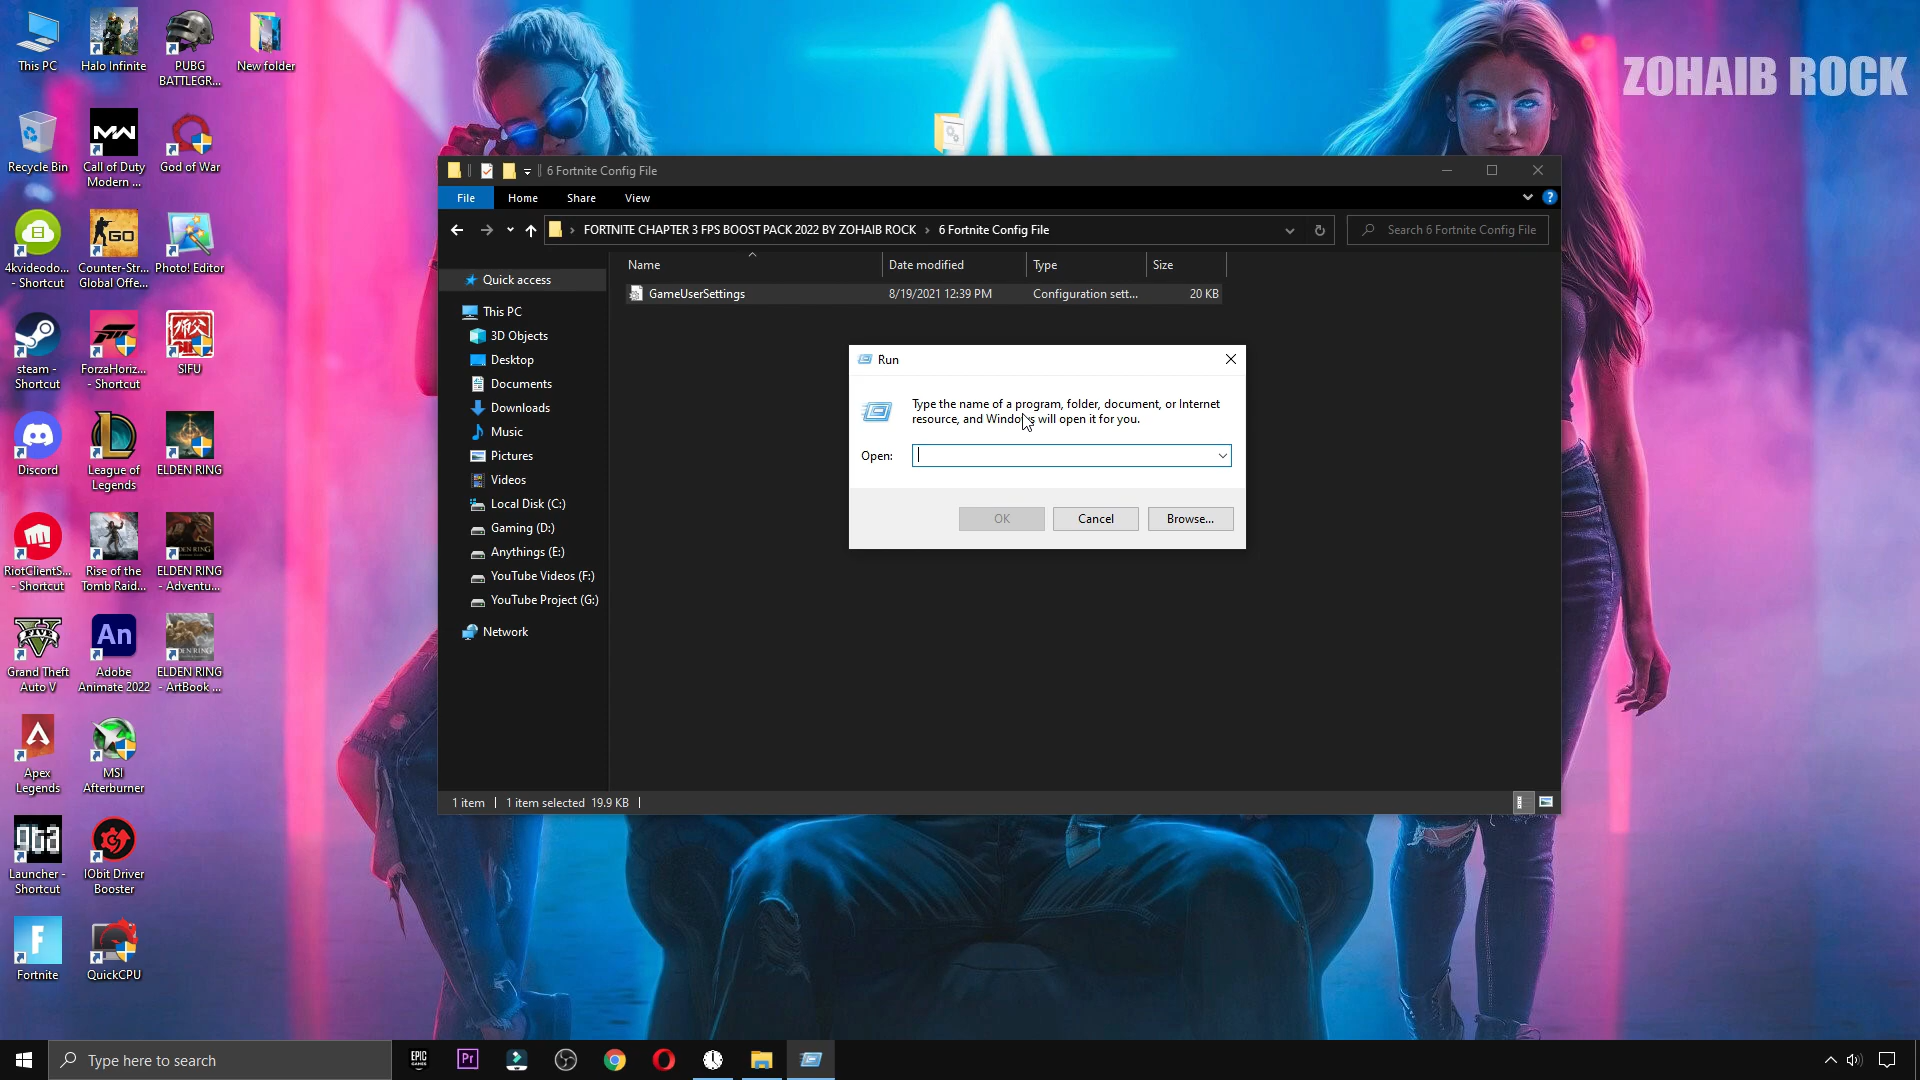 This PC
Halo Infinite
PUBG
BATTLEGR...
New folder
ZOHAIB ROCK
Recycle Bin
Call of Duty
Modern ...
God of War
4kvideodo...
- Shortcut
Counter-Str...
Global Offe...
Photo! Editor
steam -
Shortcut
ForzaHoriz...
- Shortcut
SIFU
Discord
League of
Legends
ELDEN RING
RiotClientS...
- Shortcut
Rise of the
Tomb Raid...
ELDEN RING
- Adventu...
Grand Theft
Auto V
Adobe
Animate 2022
ELDEN RING
- ArtBook ...
Apex
Legends
MSI
Afterburner
Launcher -
Shortcut
IObit Driver
Booster
Fortnite
QuickCPU
6 Fortnite Config File
File Home Share View
FORTNITE CHAPTER 3 FPS BOOST PACK 2022 BY ZOHAIB ROCK › 6 Fortnite Config File
Search 6 Fortnite Config File
Name Date modified Type Size
GameUserSettings 8/19/2021 12:39 PM Configuration sett... 20 KB
Quick access
This PC
3D Objects
Desktop
Documents
Downloads
Music
Pictures
Videos
Local Disk (C:)
Gaming (D:)
Anythings (E:)
YouTube Videos (F:)
YouTube Project (G:)
Network
Run
Type the name of a program, folder, document, or Internet
resource, and Windows will open it for you.
Open:
OK Cancel Browse...
1 item 1 item selected 19.9 KB
Type here to search
EPIC
GAMES
Pr